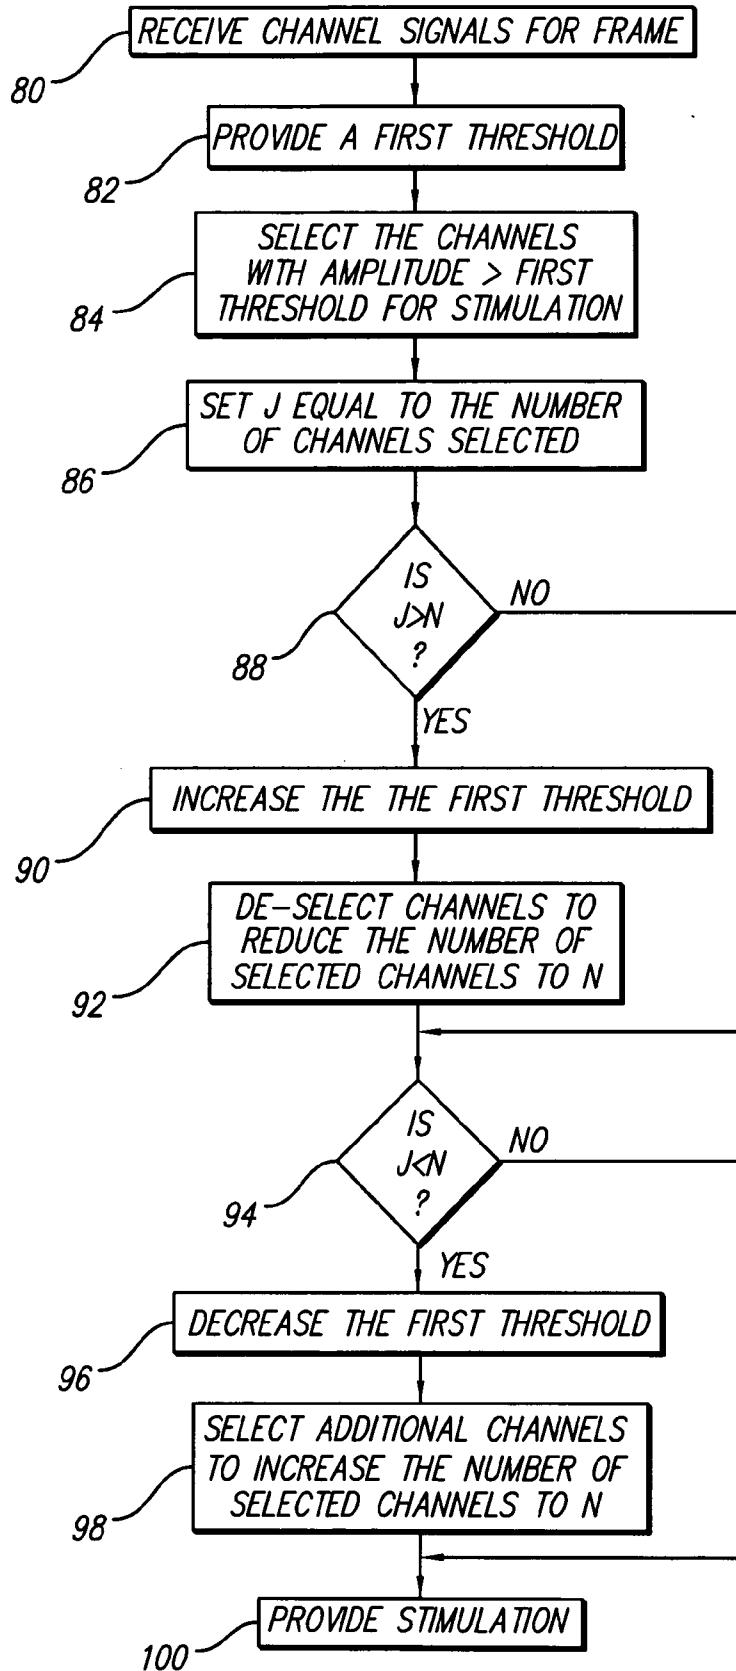 RECEIVE CHANNEL SIGNALS FOR FRAME
80
PROVIDE A FIRST THRESHOLD
82
SELECT THE CHANNELS
WITH AMPLITUDE > FIRST
THRESHOLD FOR STIMULATION
84
SET J EQUAL TO THE NUMBER
OF CHANNELS SELECTED
86
IS
J>N
?
NO
88
YES
INCREASE THE THE FIRST THRESHOLD
90
DE-SELECT CHANNELS TO
REDUCE THE NUMBER OF
SELECTED CHANNELS TO N
92
IS
J<N
?
NO
94
YES
DECREASE THE FIRST THRESHOLD
96
SELECT ADDITIONAL CHANNELS
TO INCREASE THE NUMBER OF
SELECTED CHANNELS TO N
98
PROVIDE STIMULATION
100